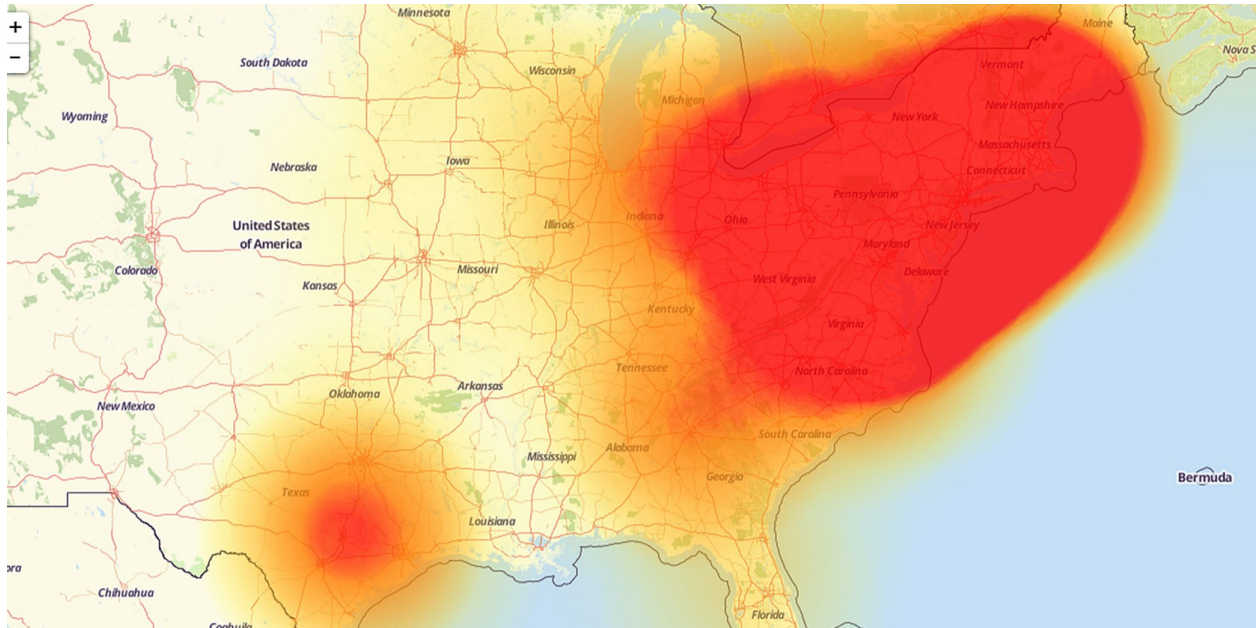 +
Minnesota
Maine
−
South Dakota
Wisconsin
Vermont
Nova S
Wyoming
Michigan
New York
New Hampshire
Massachusetts
Nebraska
Iowa
Connecticut
Pennsylvania
United States
of America
Illinois
Indiana
Ohio
New Jersey
Maryland
Colorado
Missouri
Delaware
Kansas
West Virginia
Kentucky
Virginia
Tennessee
North Carolina
Oklahoma
Arkansas
New Mexico
South Carolina
Alabama
Mississippi
Georgia
Bermuda
Texas
Louisiana
ora
Chihuahua
Florida
Coahuila